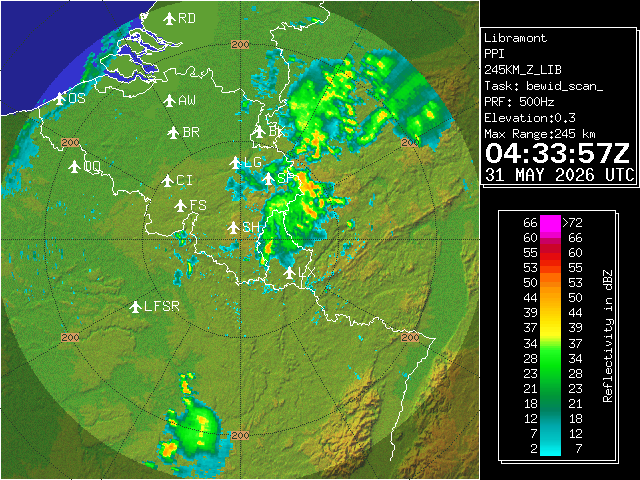 RD
200
OS
AW
BR
BK
200
200
QQ
LG
CI
SP
FS
SH
LX
LFSR
200
200
200
Libramont
PPI
245KM_Z_LIB
Task: bewid_scan_
PRF: 500Hz
Elevation:0.3
Max Range:245 km
04:33:57Z
31 MAY 2026 UTC
66 >72
60 66
55 60
53 55
50 53
44 50
39 44
37 39
34 37
28 34
23 28
21 23
18 21
12 18
7 12
2 7
Reflectivity in dBZ